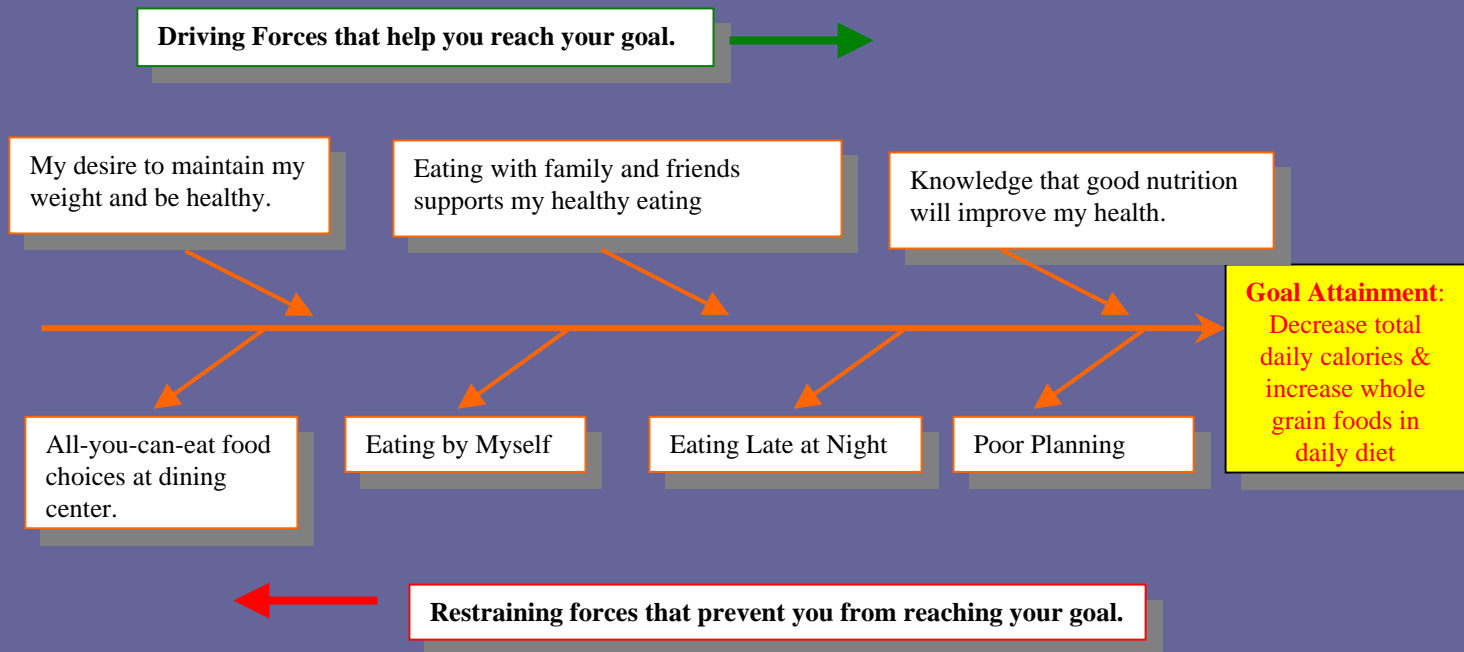 Driving Forces that help you reach your goal.
My desire to maintain my
weight and be healthy.
Eating with family and friends
supports my healthy eating
Knowledge that good nutrition
will improve my health.
Goal Attainment:
Decrease total
daily calories &
increase whole
grain foods in
daily diet
All-you-can-eat food
choices at dining
center.
Eating by Myself
Eating Late at Night
Poor Planning
Restraining forces that prevent you from reaching your goal.